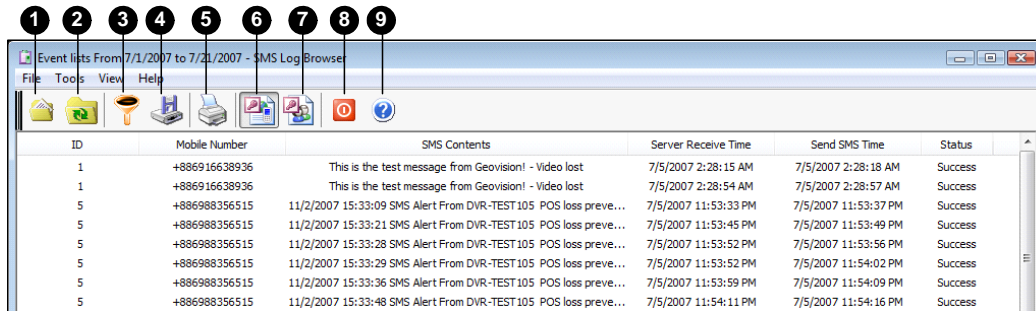 1 2 3 4 5 6 7 8 9
Event lists From 7/1/2007 to 7/21/2007 - SMS Log Browser
File Tools View Help
ID Mobile Number SMS Contents Server Receive Time Send SMS Time Status
1 +886916638936 This is the test message from Geovision! - Video lost 7/5/2007 2:28:15 AM 7/5/2007 2:28:18 AM Success
1 +886916638936 This is the test message from Geovision! - Video lost 7/5/2007 2:28:54 AM 7/5/2007 2:28:57 AM Success
5 +886988356515 11/2/2007 15:33:09 SMS Alert From DVR-TEST105 POS loss preve... 7/5/2007 11:53:33 PM 7/5/2007 11:53:37 PM Success
5 +886988356515 11/2/2007 15:33:21 SMS Alert From DVR-TEST105 POS loss preve... 7/5/2007 11:53:45 PM 7/5/2007 11:53:49 PM Success
5 +886988356515 11/2/2007 15:33:28 SMS Alert From DVR-TEST105 POS loss preve... 7/5/2007 11:53:52 PM 7/5/2007 11:53:56 PM Success
5 +886988356515 11/2/2007 15:33:29 SMS Alert From DVR-TEST105 POS loss preve... 7/5/2007 11:53:52 PM 7/5/2007 11:54:02 PM Success
5 +886988356515 11/2/2007 15:33:36 SMS Alert From DVR-TEST105 POS loss preve... 7/5/2007 11:53:59 PM 7/5/2007 11:54:09 PM Success
5 +886988356515 11/2/2007 15:33:48 SMS Alert From DVR-TEST105 POS loss preve... 7/5/2007 11:54:11 PM 7/5/2007 11:54:16 PM Success